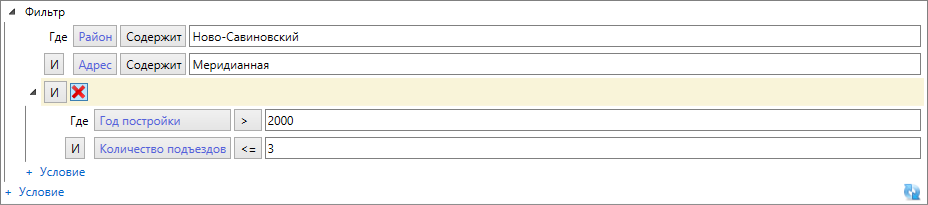 Фильтр
Где Район Содержит Ново-Савиновский
И Адрес Содержит Меридианная
И
Где Год постройки > 2000
И Количество подъездов <= 3
+ Условие
+ Условие